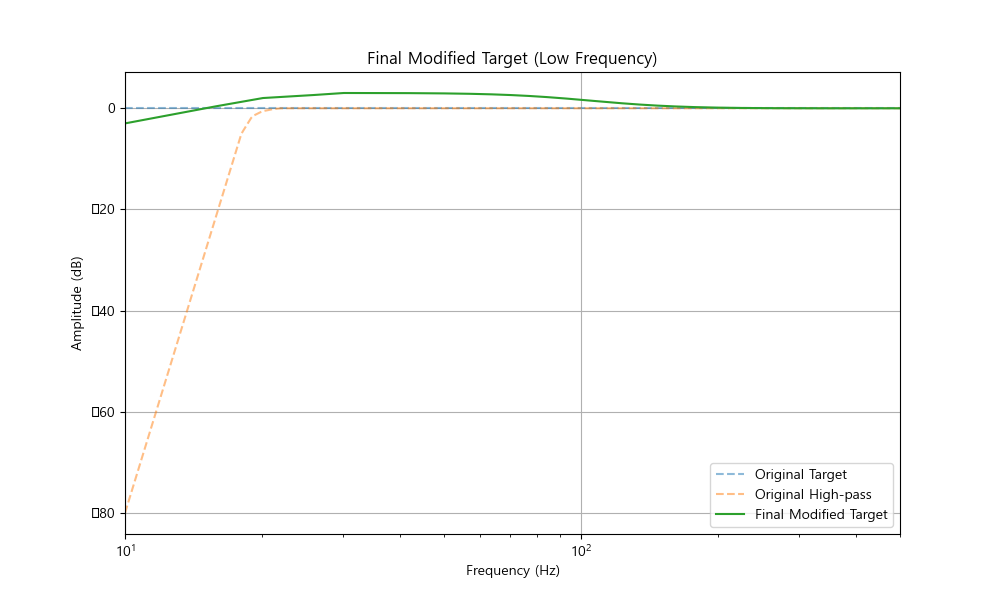 Final Modified Target (Low Frequency)
Amplitude (dB)
0
▯20
▯40
▯60
▯80
10¹
10²
Frequency (Hz)
Original Target
Original High-pass
Final Modified Target